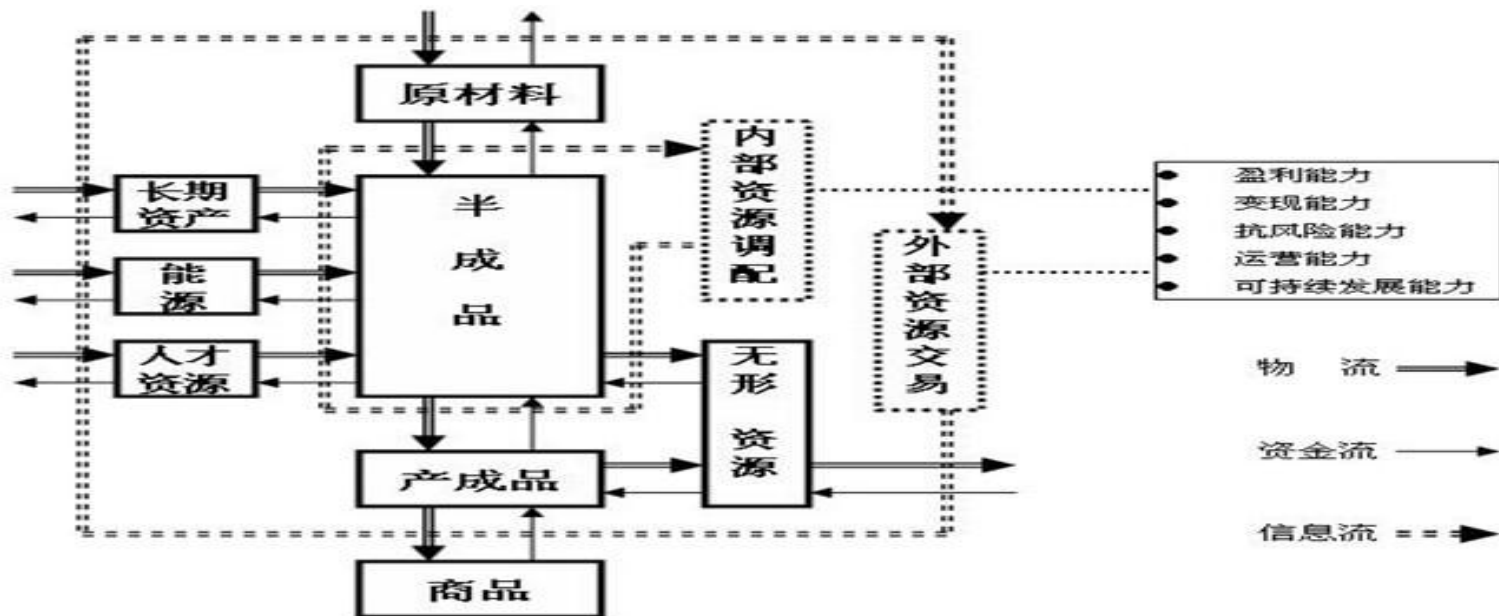 原材料
内部资源调配
长期
资产
半成品
盈利能力
变现能力
抗风险能力
运营能力
可持续发展能力
外部资源交易
能
源
人才
资源
无形资源
物 流
资金流
产成品
信息流
商品